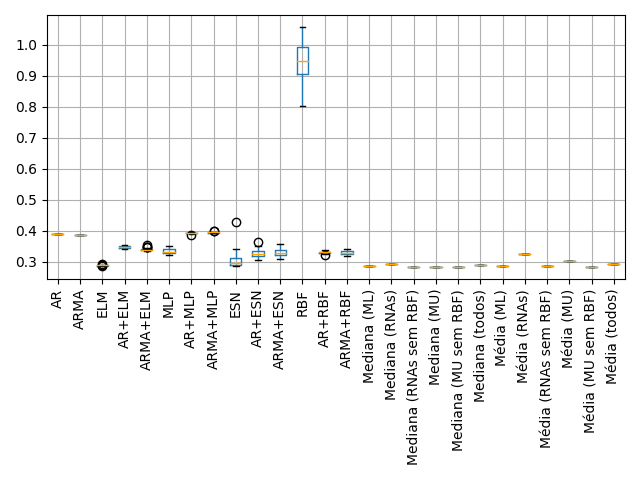 1.0
0.9
0.8
0.7
0.6
0.5
0.4
0.3
AR
ARMA
ELM
AR+ELM
ARMA+ELM
MLP
AR+MLP
ARMA+MLP
ESN
AR+ESN
ARMA+ESN
RBF
AR+RBF
ARMA+RBF
Mediana (ML)
Mediana (RNAs)
Mediana (RNAs sem RBF)
Mediana (MU)
Mediana (MU sem RBF)
Mediana (todos)
Média (ML)
Média (RNAs)
Média (RNAs sem RBF)
Média (MU)
Média (MU sem RBF)
Média (todos)